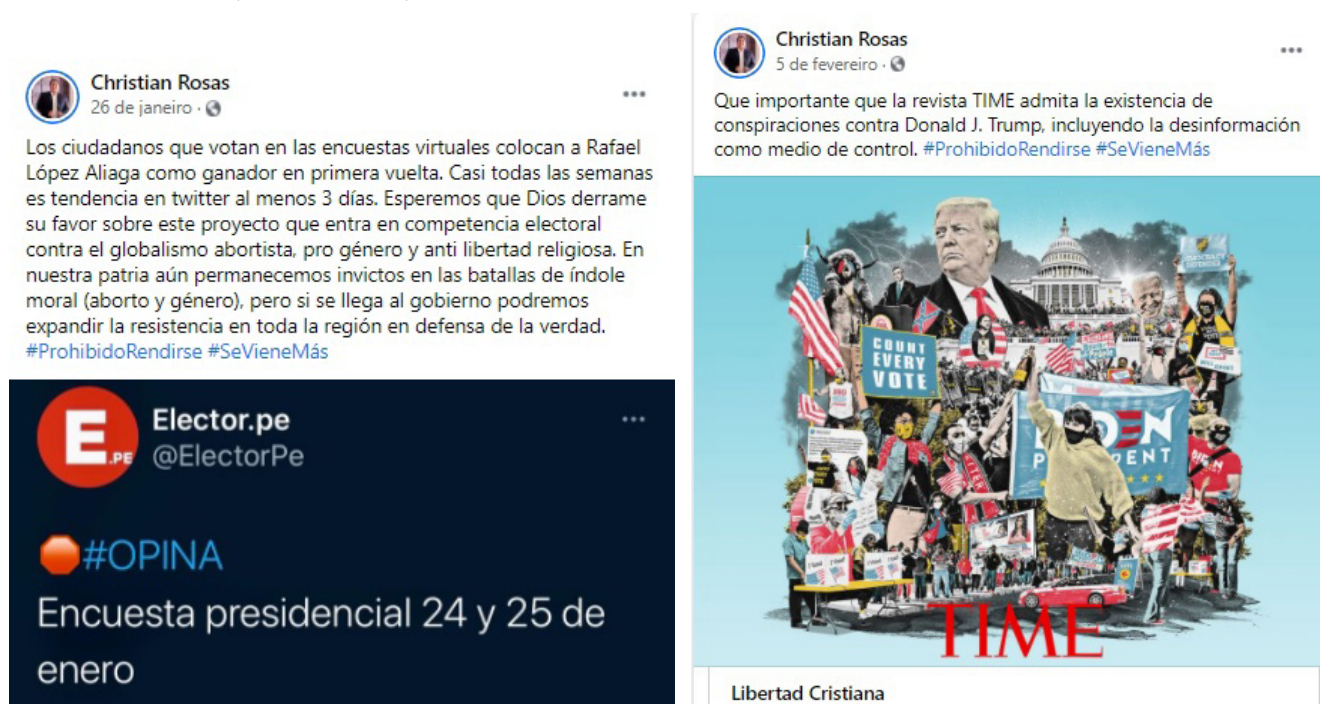 Christian Rosas
26 de janeiro
Los ciudadanos que votan en las encuestas virtuales colocan a Rafael
López Aliaga como ganador en primera vuelta. Casi todas las semanas
es tendencia en twitter al menos 3 días. Esperemos que Dios derrame
su favor sobre este proyecto que entra en competencia electoral
contra el globalismo abortista, pro género y anti libertad religiosa. En
nuestra patria aún permanecemos invictos en las batallas de índole
moral (aborto y género), pero si se llega al gobierno podremos
expandir la resistencia en toda la región en defensa de la verdad.
#ProhibidoRendirse #SeVieneMás
E.PE
Elector.pe
@ElectorPe
#OPINA
Encuesta presidencial 24 y 25 de
enero
Christian Rosas
5 de fevereiro
Que importante que la revista TIME admita la existencia de
conspiraciones contra Donald J. Trump, incluyendo la desinformación
como medio de control. #ProhibidoRendirse #SeVieneMás
COUNT
EVERY
VOTE
TIME
Libertad Cristiana